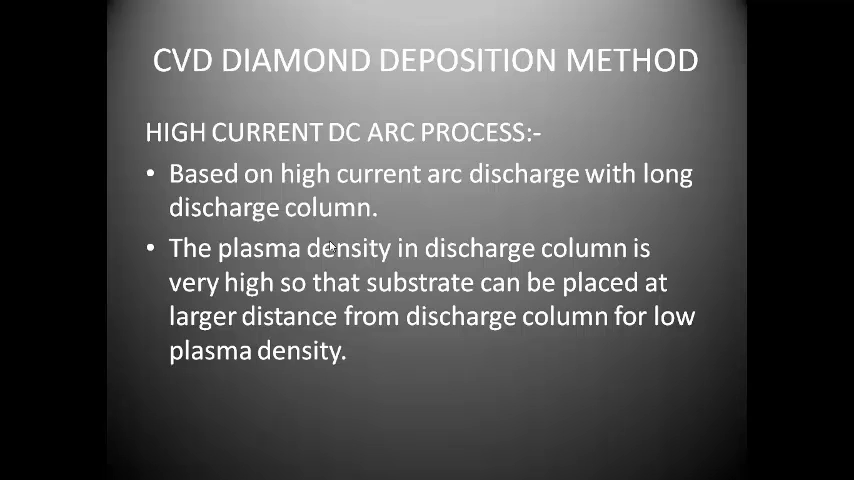 CVD DIAMOND DEPOSITION METHOD
HIGH CURRENT DC ARC PROCESS:-
• Based on high current arc discharge with long
discharge column.
• The plasma density in discharge column is
very high so that substrate can be placed at
larger distance from discharge column for low
plasma density.